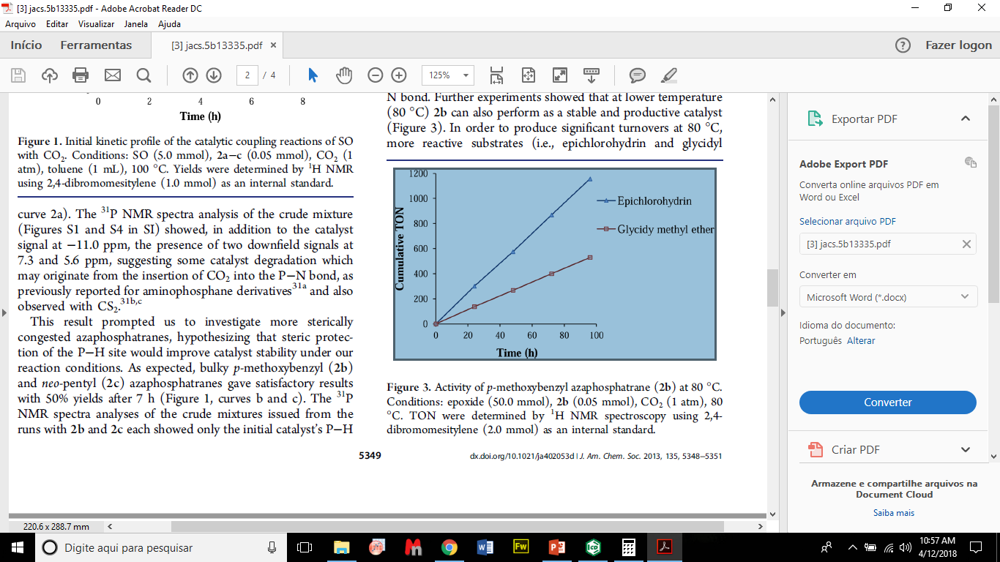 [3] jacs.5b13335.pdf - Adobe Acrobat Reader DC
Arquivo Editar Visualizar Janela Ajuda
Início Ferramentas [3] jacs.5b13335.pdf × ? Fazer logon
2 / 4 125%
0 2 4 6 8
Time (h)
Figure 1. Initial kinetic profile of the catalytic coupling reactions of SO
with CO₂. Conditions: SO (5.0 mmol), 2a−c (0.05 mmol), CO₂ (1
atm), toluene (1 mL), 100 °C. Yields were determined by ¹H NMR
using 2,4-dibromomesitylene (1.0 mmol) as an internal standard.
curve 2a). The ³¹P NMR spectra analysis of the crude mixture
(Figures S1 and S4 in SI) showed, in addition to the catalyst
signal at −11.0 ppm, the presence of two downfield signals at
7.3 and 5.6 ppm, suggesting some catalyst degradation which
may originate from the insertion of CO₂ into the P−N bond, as
previously reported for aminophosphane derivatives³¹ᵃ and also
observed with CS₂.³¹ᵇ,ᶜ
This result prompted us to investigate more sterically
congested azaphosphatranes, hypothesizing that steric protec-
tion of the P−H site would improve catalyst stability under our
reaction conditions. As expected, bulky p-methoxybenzyl (2b)
and neo-pentyl (2c) azaphosphatranes gave satisfactory results
with 50% yields after 7 h (Figure 1, curves b and c). The ³¹P
NMR spectra analyses of the crude mixtures issued from the
runs with 2b and 2c each showed only the initial catalyst's P−H
N bond. Further experiments showed that at lower temperature
(80 °C) 2b can also perform as a stable and productive catalyst
(Figure 3). In order to produce significant turnovers at 80 °C,
more reactive substrates (i.e., epichlorohydrin and glycidyl
Cumulative TON
1200
1000
800
600
400
200
0
0 20 40 60 80 100
Time (h)
Epichlorohydrin
Glycidy methyl ether
Figure 3. Activity of p-methoxybenzyl azaphosphatrane (2b) at 80 °C.
Conditions: epoxide (50.0 mmol), 2b (0.05 mmol), CO₂ (1 atm), 80
°C. TON were determined by ¹H NMR spectroscopy using 2,4-
dibromomesitylene (2.0 mmol) as an internal standard.
5349 dx.doi.org/10.1021/ja402053d | J. Am. Chem. Soc. 2013, 135, 5348−5351
220.6 x 288.7 mm
Exportar PDF
Adobe Export PDF
Converta online arquivos PDF em
Word ou Excel
Selecionar arquivo PDF
[3] jacs.5b13335.pdf
Converter em
Microsoft Word (*.docx)
Idioma do documento:
Português Alterar
Converter
Criar PDF
Armazene e compartilhe arquivos na
Document Cloud
Saiba mais
Digite aqui para pesquisar
Fw
10:57 AM
4/12/2018